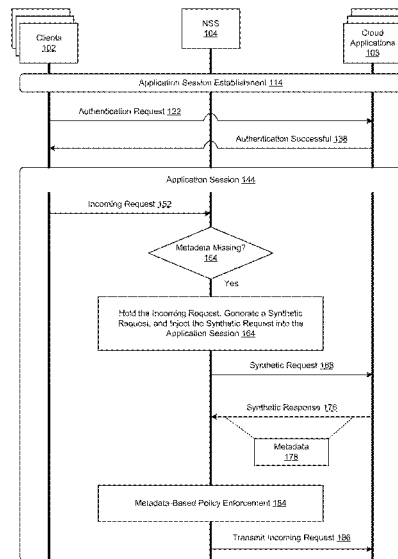 Clients
102
NSS
104
Cloud
Applications
108
Application Session Establishment 114
Authentication Request 122
Authentication Successful 136
Application Session 144
Incoming Request 152
Metadata
Missing?
154
Yes
Hold the Incoming Request, Generate a Synthetic
Request, and Inject the Synthetic Request into the
Application Session 164
Synthetic Request 168
Synthetic Response 176
Metadata
178
Metadata-Based Policy Enforcement 184
Transmit Incoming Request 186